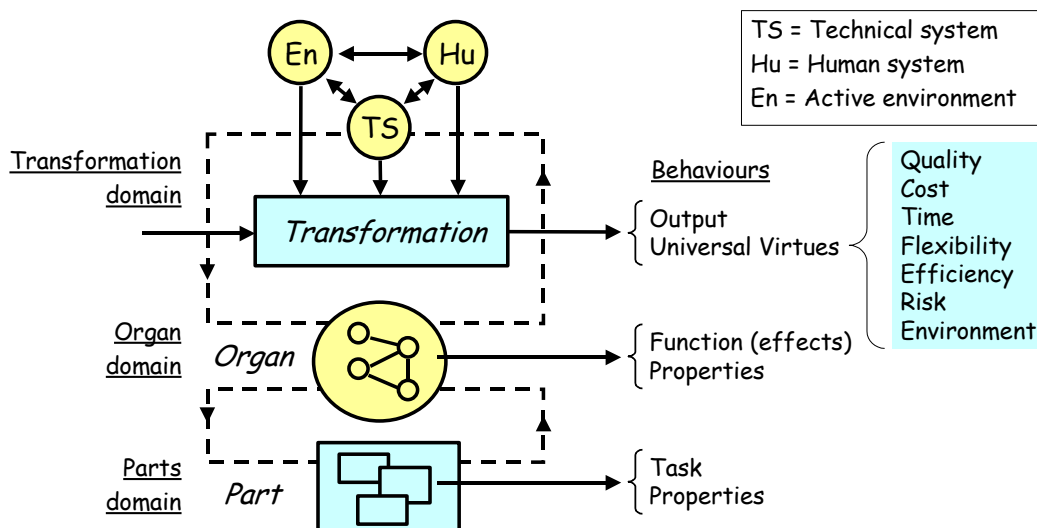 TS = Technical system
Hu = Human system
En = Active environment
En
Hu
TS
Transformation
domain
Transformation
Behaviours
Output
Universal Virtues
Quality
Cost
Time
Flexibility
Efficiency
Risk
Environment
Organ
domain
Organ
Function (effects)
Properties
Parts
domain
Part
Task
Properties